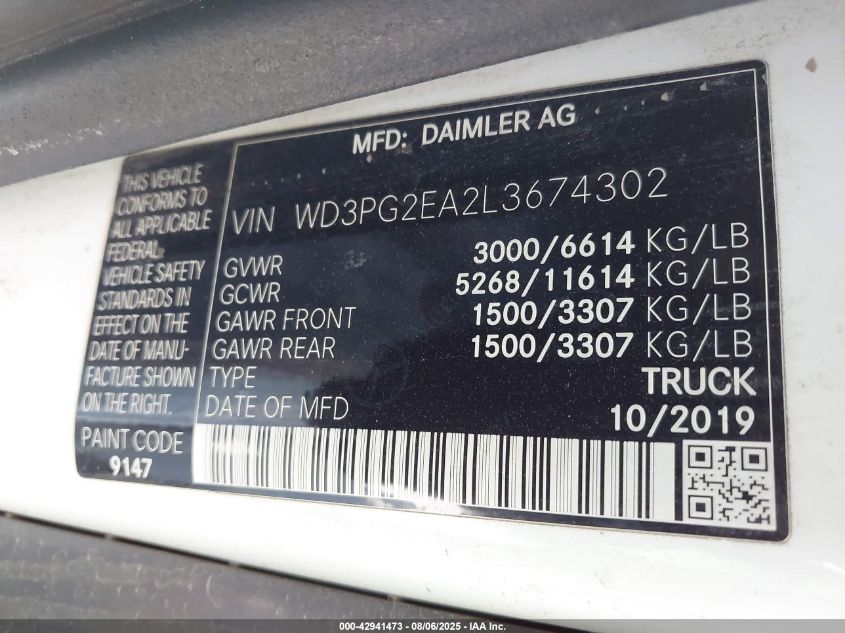 MFD: DAIMLER AG
THIS VEHICLE
CONFORMS TO
ALL APPLICABLE
FEDERAL
VEHICLE SAFETY
STANDARDS IN
EFFECT ON THE
DATE OF MANU-
FACTURE SHOWN
ON THE RIGHT.
PAINT CODE
9147
VIN WD3PG2EA2L3674302
GVWR 3000/6614 KG/LB
GCWR 5268/11614 KG/LB
GAWR FRONT 1500/3307 KG/LB
GAWR REAR 1500/3307 KG/LB
TYPE TRUCK
DATE OF MFD 10/2019
000-42941473 - 08/06/2025 - IAA Inc.